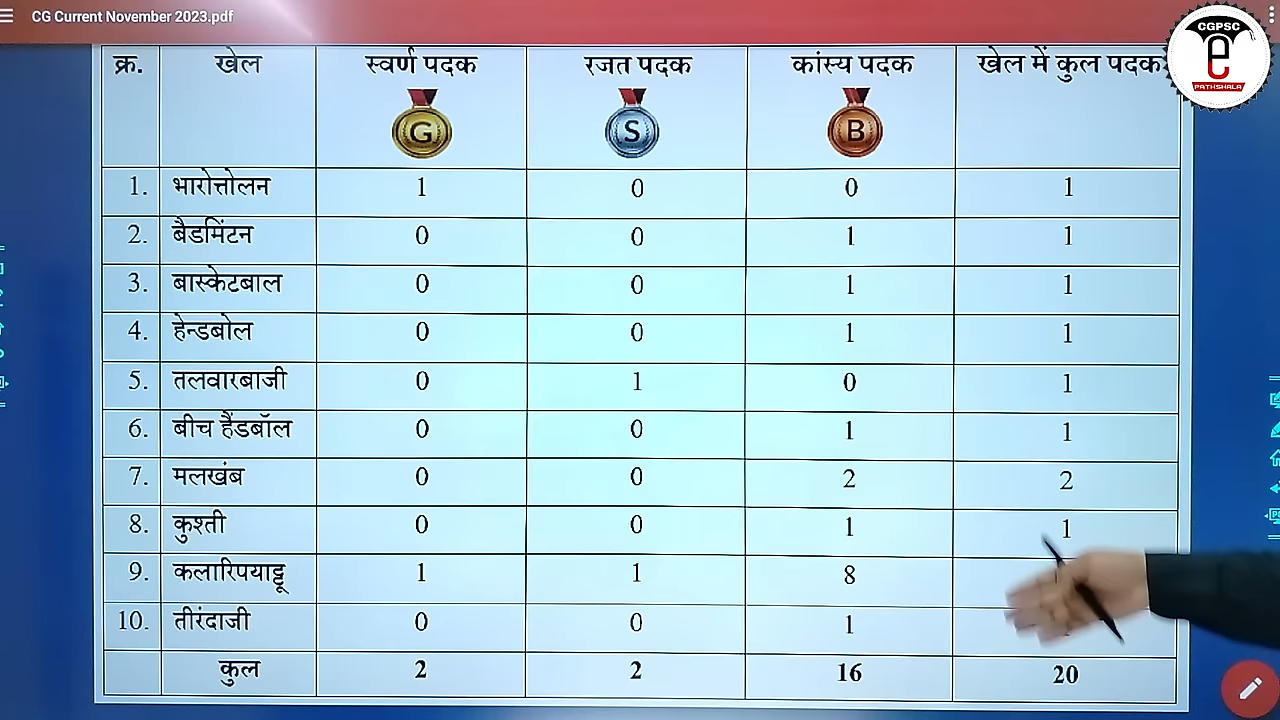 CG Current November 2023.pdf
CGPSC
e
PATHSHALA
क्र. खेल स्वर्ण पदक रजत पदक कांस्य पदक खेल में कुल पदक
G S B
1. भारोत्तोलन 1 0 0 1
2. बैडमिंटन 0 0 1 1
3. बास्केटबाल 0 0 1 1
4. हेन्डबोल 0 0 1 1
5. तलवारबाजी 0 1 0 1
6. बीच हैंडबॉल 0 0 1 1
7. मलखंब 0 0 2 2
8. कुश्ती 0 0 1 1
9. कलारिपयाट्टू 1 1 8
10. तीरंदाजी 0 0 1
कुल 2 2 16 20